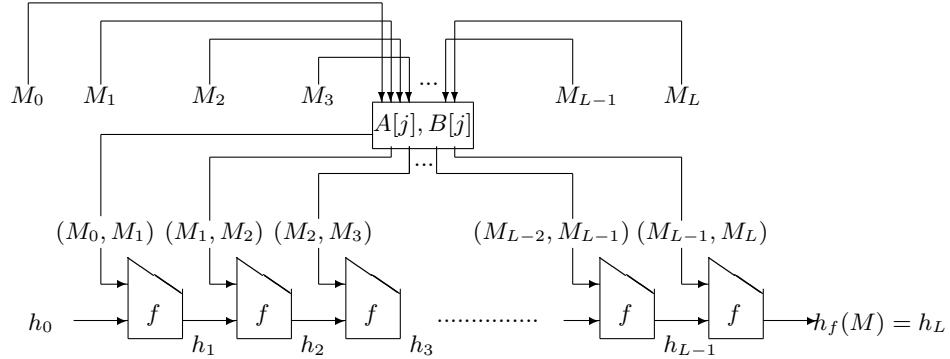 ...
$M_0$ $M_1$ $M_2$ $M_3$ $M_{L-1}$ $M_L$
$A[j], B[j]$
...
$(M_0, M_1)$ $(M_1, M_2)$ $(M_2, M_3)$ $(M_{L-2}, M_{L-1})$ $(M_{L-1}, M_L)$
$h_0$ $f$ $f$ $f$ ................ $f$ $f$ $h_f(M) = h_L$
$h_1$ $h_2$ $h_3$ $h_{L-1}$